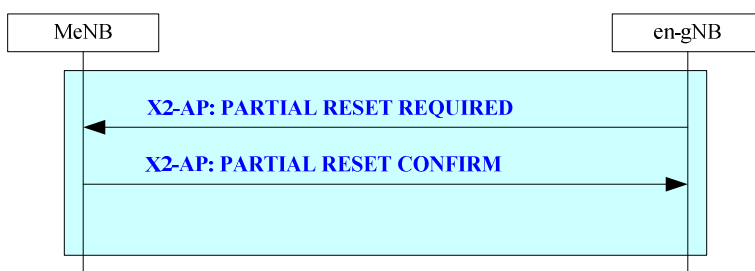 MeNB
en-gNB
X2-AP: PARTIAL RESET REQUIRED
X2-AP: PARTIAL RESET CONFIRM